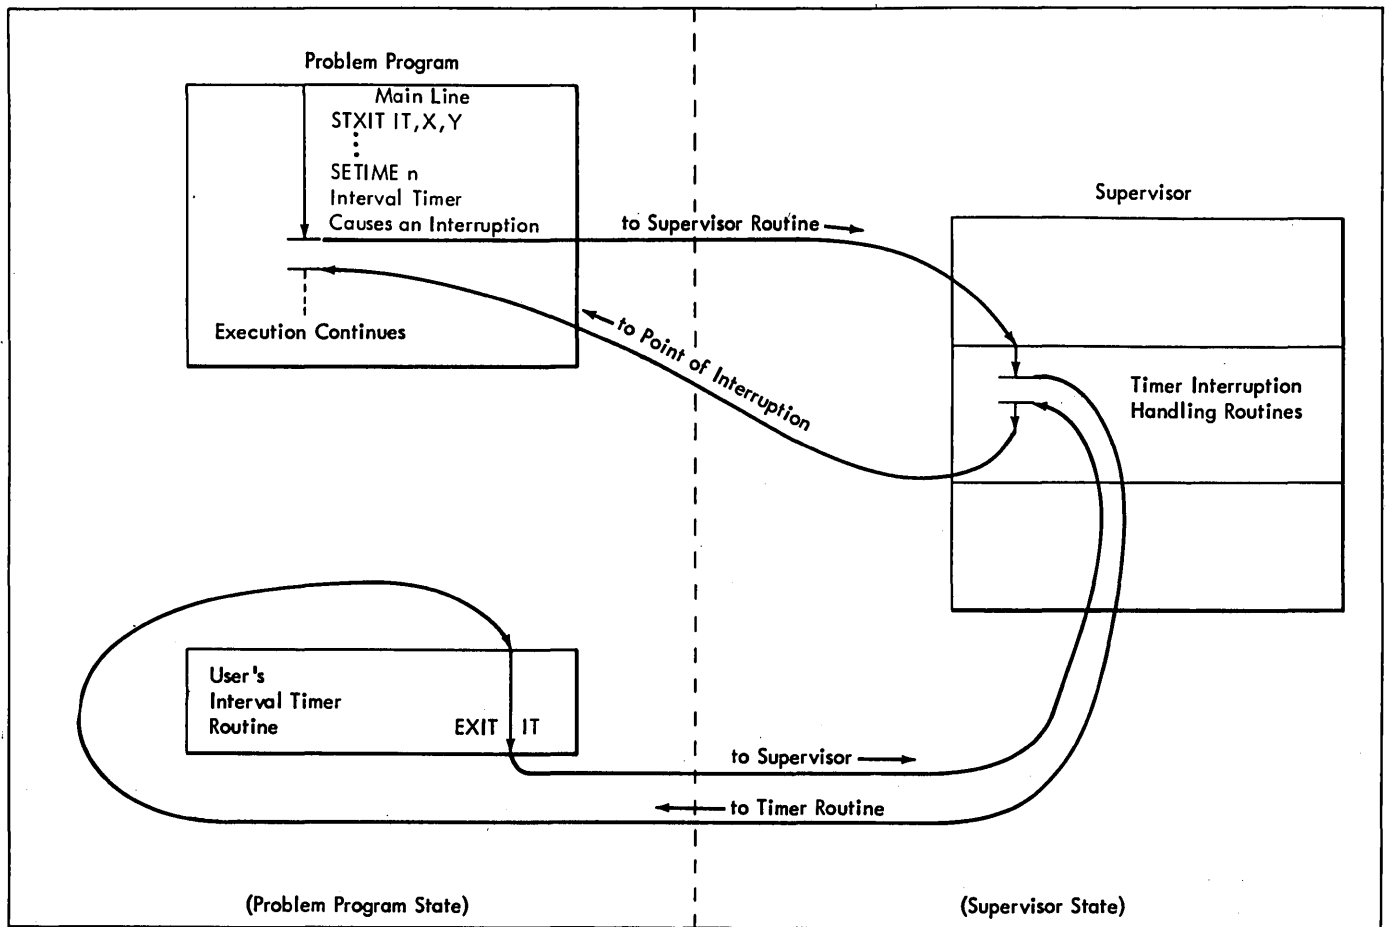 Problem Program
Main Line
STXIT IT,X,Y
SETIME n
Interval Timer
Causes an Interruption
to Supervisor Routine
Supervisor
to Point of Interruption
Execution Continues
Timer Interruption
Handling Routines
User's
Interval Timer
Routine
EXIT IT
to Supervisor
to Timer Routine
(Problem Program State)
(Supervisor State)